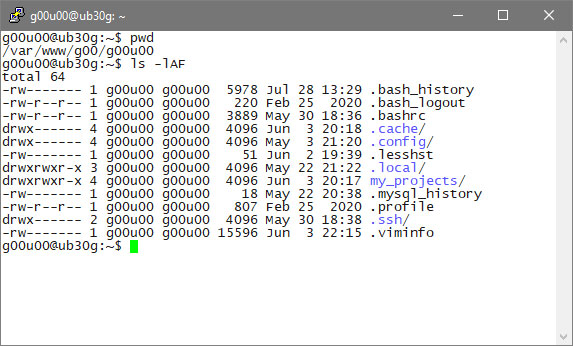 g00u00@ub30g: ~
g00u00@ub30g:~$ pwd
/var/www/g00/g00u00
g00u00@ub30g:~$ ls -lAF
total 64
-rw------- 1 g00u00 g00u00  5978 Jul 28 13:29 .bash_history
-rw-r--r-- 1 g00u00 g00u00   220 Feb 25  2020 .bash_logout
-rw-r--r-- 1 g00u00 g00u00  3889 May 30 18:36 .bashrc
drwx------ 4 g00u00 g00u00  4096 Jun  3 20:18 .cache/
drwx------ 4 g00u00 g00u00  4096 May  3 21:20 .config/
-rw------- 1 g00u00 g00u00    51 Jun  2 19:39 .lesshst
drwxrwxr-x 3 g00u00 g00u00  4096 May 22 21:22 .local/
drwxrwxr-x 4 g00u00 g00u00  4096 Jun  3 20:17 my_projects/
-rw------- 1 g00u00 g00u00    18 May 22 20:38 .mysql_history
-rw-r--r-- 1 g00u00 g00u00   807 Feb 25  2020 .profile
drwx------ 2 g00u00 g00u00  4096 May 30 18:38 .ssh/
-rw------- 1 g00u00 g00u00 15596 Jun  3 22:15 .viminfo
g00u00@ub30g:~$